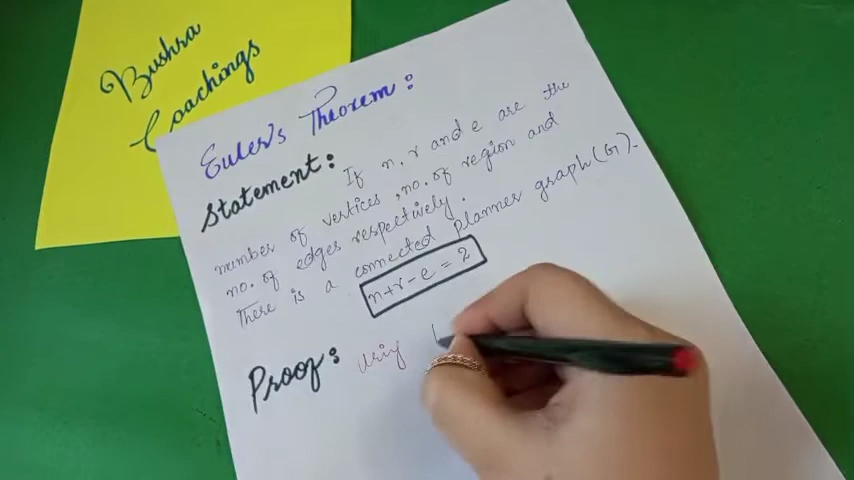 Bushra
Coachings
Euler's Theorem:
Statement: If n, r and e are the
number of vertices, no. of region and
no. of edges respectively.
There is a connected planner graph (G).
n+r-e = 2
Proof: